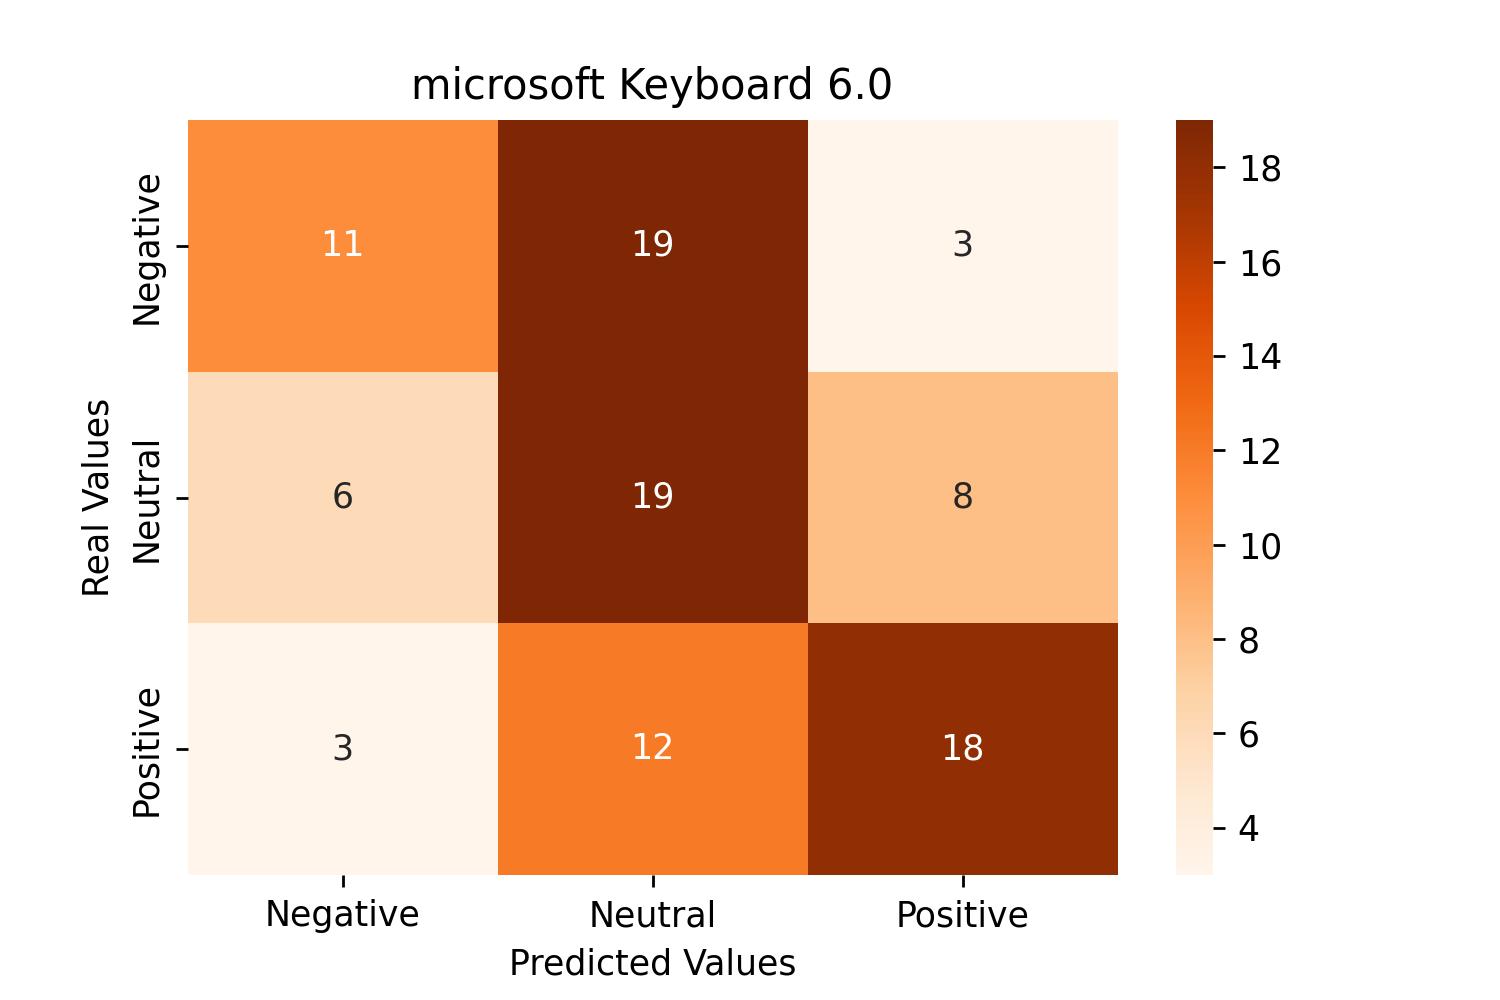 microsoft Keyboard 6.0
Real Values
Negative
11
19
3
Neutral
6
19
8
Positive
3
12
18
Negative
Neutral
Positive
Predicted Values
18
16
14
12
10
8
6
4